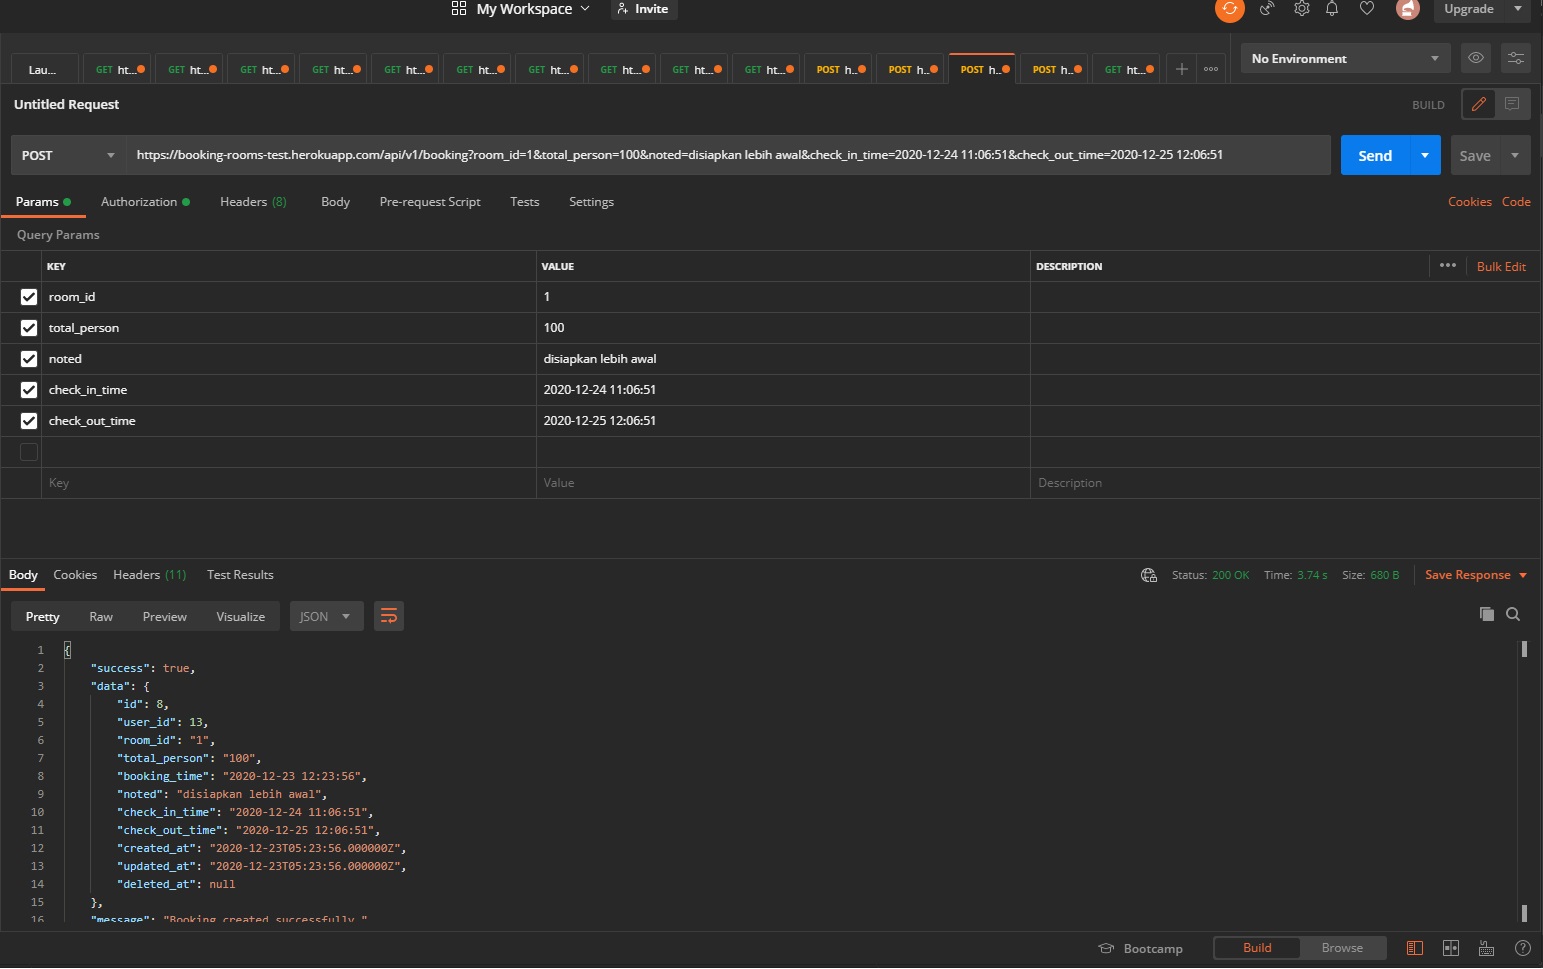 My Workspace Invite Upgrade
Lau... GET ht... GET ht... GET ht... GET ht... GET ht... GET ht... GET ht... GET ht... GET ht... GET ht... POST h... POST h... POST h... POST h... GET ht... No Environment
Untitled Request BUILD
POST https://booking-rooms-test.herokuapp.com/api/v1/booking?room_id=1&total_person=100&noted=disiapkan lebih awal&check_in_time=2020-12-24 11:06:51&check_out_time=2020-12-25 12:06:51 Send Save
Params Authorization Headers (8) Body Pre-request Script Tests Settings Cookies Code
Query Params
KEY VALUE DESCRIPTION Bulk Edit
room_id 1
total_person 100
noted disiapkan lebih awal
check_in_time 2020-12-24 11:06:51
check_out_time 2020-12-25 12:06:51
Key Value Description
Body Cookies Headers (11) Test Results Status: 200 OK Time: 3.74 s Size: 680 B Save Response
Pretty Raw Preview Visualize JSON
1 {
2 "success": true,
3 "data": {
4 "id": 8,
5 "user_id": 13,
6 "room_id": "1",
7 "total_person": "100",
8 "booking_time": "2020-12-23 12:23:56",
9 "noted": "disiapkan lebih awal",
10 "check_in_time": "2020-12-24 11:06:51",
11 "check_out_time": "2020-12-25 12:06:51",
12 "created_at": "2020-12-23T05:23:56.000000Z",
13 "updated_at": "2020-12-23T05:23:56.000000Z",
14 "deleted_at": null
15 },
16 "message": "Booking created successfully."
Bootcamp Build Browse